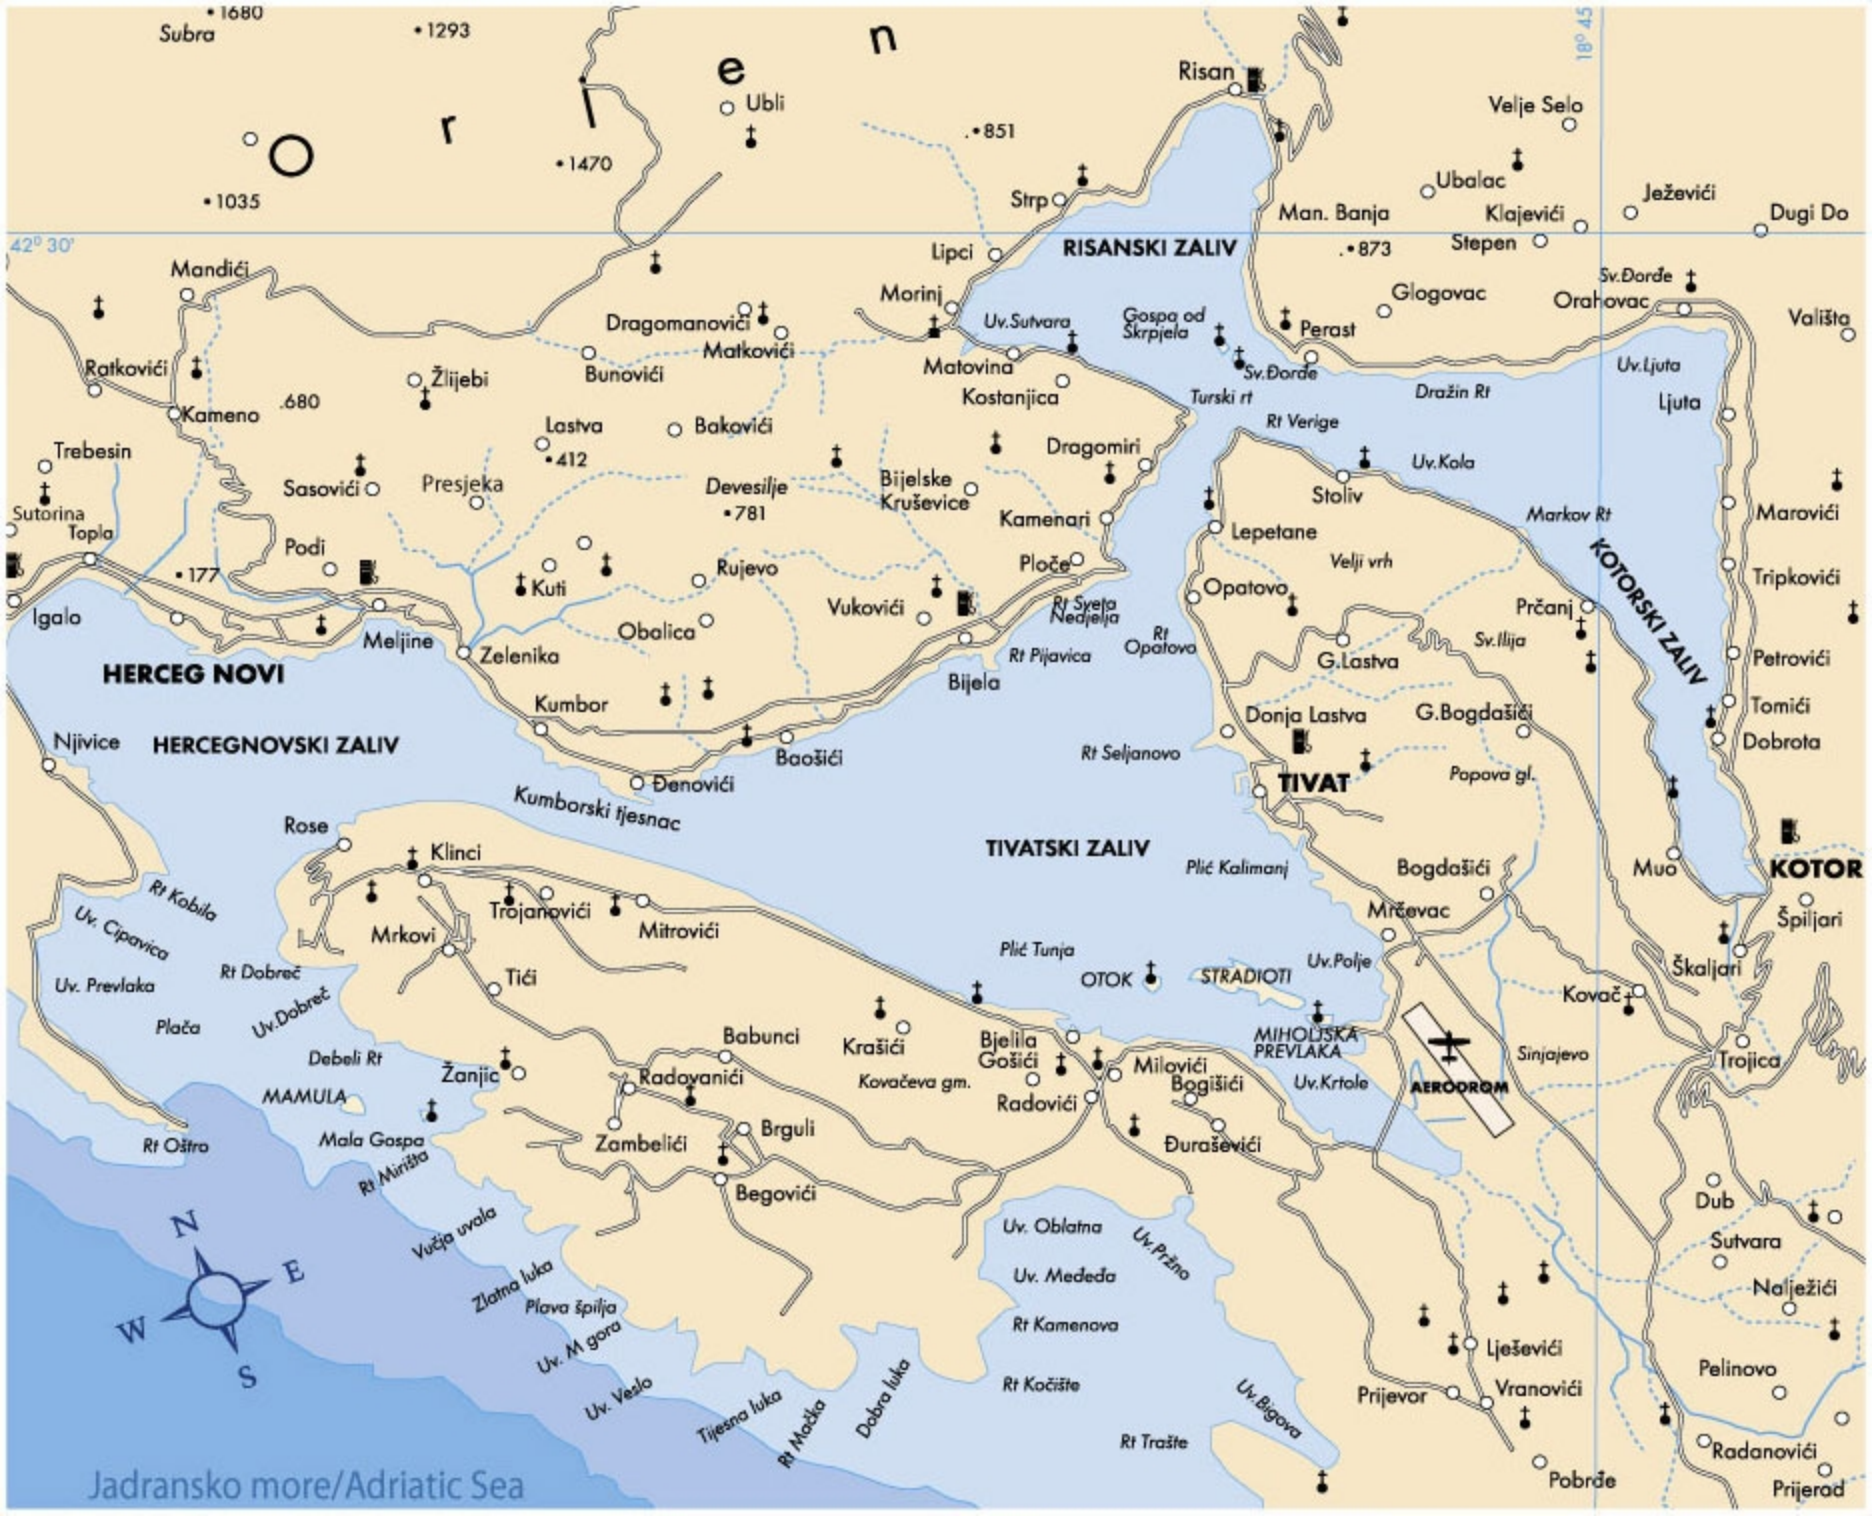 1680
Subra
1293
O r l e n
Ubli
1470
1035
.851
Risan
Velje Selo
18⁰ 45
Strp
Ubalac
Man. Banja
Klajevići
Ježevići
Stepen
Dugi Do
42⁰ 30'
Lipci
RISANSKI ZALIV
.873
Mandići
Sv.Đorđe
Orahovac
Glogovac
Morinj
Uv.Sutvara
Gospa od
Škrpjela
Perast
Vališta
Dragomanovići
Matkovići
Bunovići
Matovina
Kostanjica
Sv.Đorđe
Turski rt
Dražin Rt
Uv.Ljuta
Ljuta
Ratkovići
Žlijebi
.680
Kameno
Lastva
412
Bakovići
Rt Verige
Dragomiri
Trebesin
Sasovići
Presjeka
Devesilje
781
Bijelske
Kruševice
Uv.Kola
Stoliv
Kamenari
Markov Rt
Marovići
Sutorina
Topla
Lepetane
Podi
177
Kuti
Rujevo
Ploče
Velji vrh
KOTORSKI ZALIV
Tripkovići
Opatovo
Igalo
Meljine
Obalica
Vukovići
Rt Sveta
Nedjelja
Rt
Opatovo
Prčanj
Sv.Ilija
HERCEG NOVI
Zelenika
Rt Pijavica
Bijela
G.Lastva
Petrovići
Kumbor
Donja Lastva
G.Bogdašići
Tomići
Njivice
HERCEGNOVSKI ZALIV
Baošići
Rt Seljanovo
Dobrota
Đenovići
TIVAT
Popova gl.
Kumborski tjesnac
Rose
Klinci
TIVATSKI ZALIV
Plić Kalimanj
Bogdašići
Muo
KOTOR
Rt Kobila
Uv. Cipavica
Trojanovići
Mitrovići
Mrkovi
Mrčevac
Špiljari
Plić Tunja
Uv.Polje
Škaljari
Rt Dobreč
Uv. Prevlaka
Tići
OTOK
STRADIOTI
Kovač
Uv.Dobreč
Plača
Babunci
Krašići
Bjelila
Gošići
MIHOLJSKA
PREVLAKA
Sinjajevo
Trojica
Debeli Rt
Žanjic
Radovanići
Kovačeva gm.
Milovići
Bogišići
Uv.Krtole
AERODROM
MAMULA
Radovići
Rt Oštro
Mala Gospa
Rt Mirišta
Zambelići
Brguli
Đuraševići
Begovići
Dub
N
E
W
S
Vučja uvala
Uv. Oblatna
Uv.Pržno
Sutvara
Zlatna luka
Plava špilja
Uv. Međeđa
Nalježići
Uv. M gora
Rt Kamenova
Lješevići
Pelinovo
Uv. Veslo
Tijesna luka
Rt Mačka
Dobra luka
Rt Kočište
Uv.Bigova
Prijevor
Vranovići
Rt Trašte
Radanovići
Pobrđe
Prijerad
Jadransko more/Adriatic Sea